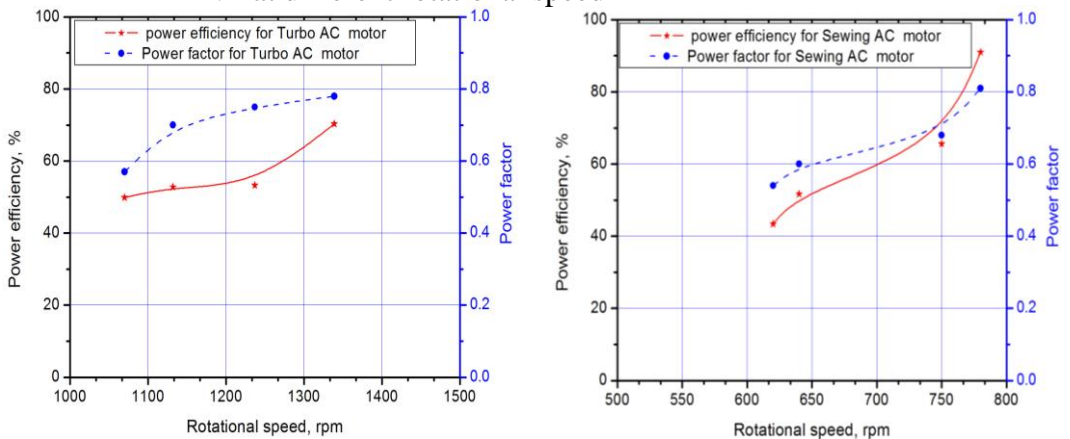 at different rotational speed
100
80
60
40
20
0
Power efficiency, %
power efficiency for Turbo AC motor
Power factor for Turbo AC motor
1.0
0.8
0.6
0.4
0.2
0.0
Power factor
1000 1100 1200 1300 1400 1500
Rotational speed, rpm
100
80
60
40
20
0
Power efficiency, %
power efficiency for Sewing AC motor
Power factor for Sewing AC motor
1.0
0.8
0.6
0.4
0.2
0.0
Power factor
500 550 600 650 700 750 800
Rotational speed, rpm